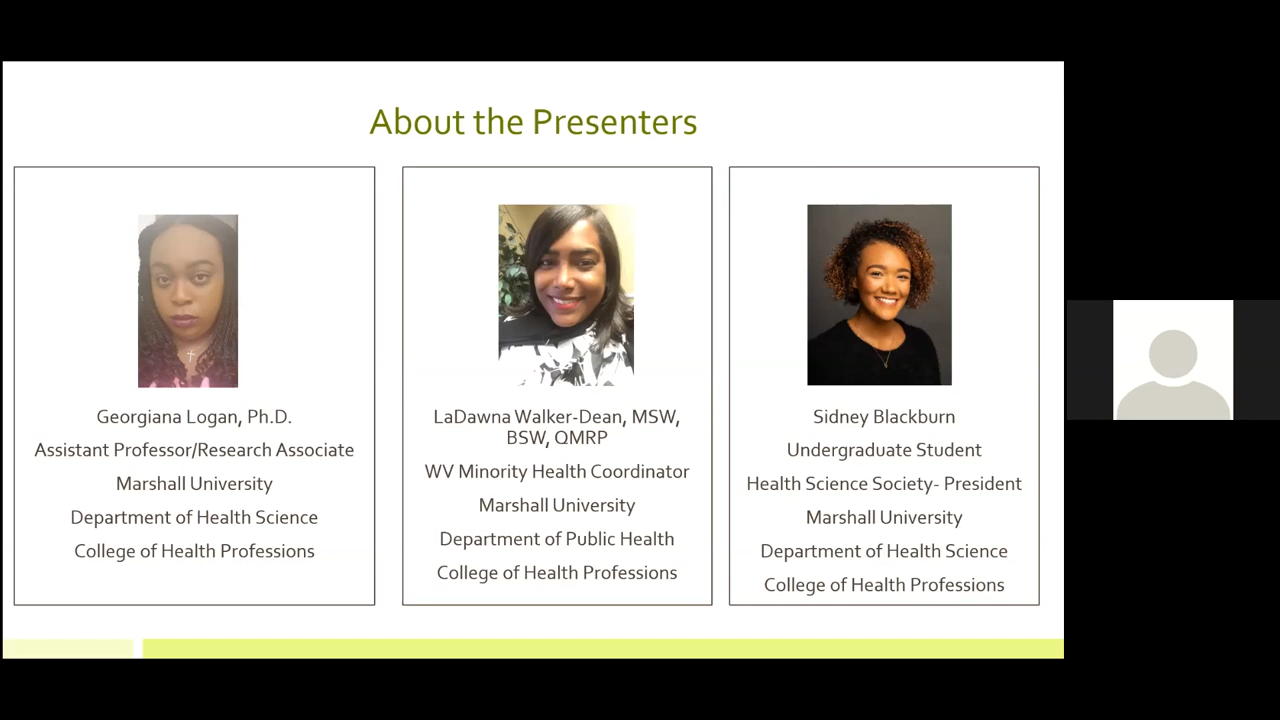 About the Presenters
Georgiana Logan, Ph.D.
Assistant Professor/Research Associate
Marshall University
Department of Health Science
College of Health Professions
LaDawna Walker-Dean, MSW,
BSW, QMRP
WV Minority Health Coordinator
Marshall University
Department of Public Health
College of Health Professions
Sidney Blackburn
Undergraduate Student
Health Science Society- President
Marshall University
Department of Health Science
College of Health Professions